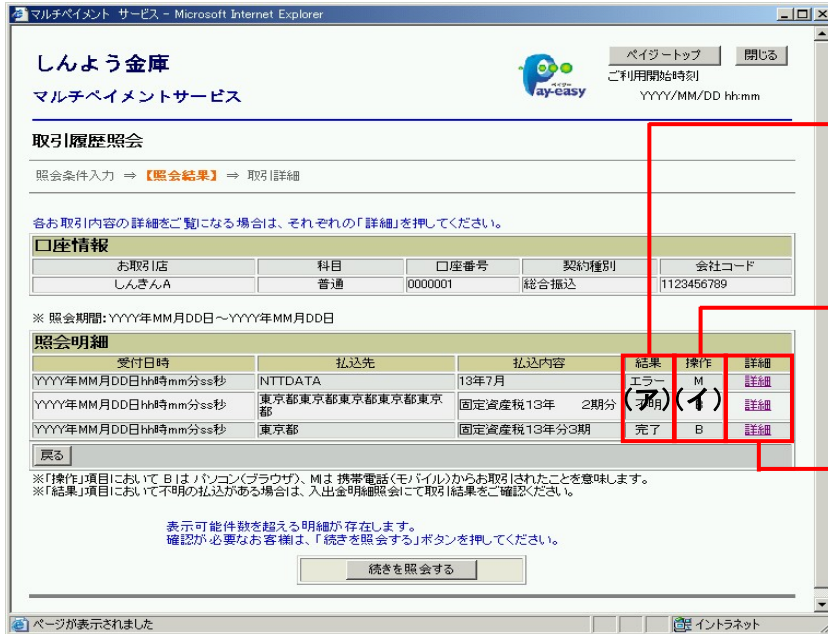 マルチペイメント サービス - Microsoft Internet Explorer
しんよう金庫
マルチペイメントサービス
Pay-easy
ペイジー
ペイジートップ
閉じる
ご利用開始時刻
YYYY/MM/DD hh:mm
取引履歴照会
照会条件入力 ⇒ 【照会結果】 ⇒ 取引詳細
各お取引内容の詳細をご覧になる場合は、それぞれの「詳細」を押してください。
口座情報
お取引店 科目 口座番号 契約種別 会社コード
しんきんA 普通 0000001 総合振込 1123456789
※ 照会期間:YYYY年MM月DD日~YYYY年MM月DD日
照会明細
受付日時 払込先 払込内容 結果 操作 詳細
YYYY年MM月DD日hh時mm分ss秒 NTTDATA 13年7月 エラー M 詳細
YYYY年MM月DD日hh時mm分ss秒 東京都東京都東京都東京都東京都 固定資産税13年 2期分 不明 詳細
(ア) (イ)
YYYY年MM月DD日hh時mm分ss秒 東京都 固定資産税13年分3期 完了 B 詳細
戻る
※「操作」項目において Bは パソコン(ブラウザ)、Mは 携帯電話(モバイル)からお取引されたことを意味します。
※「結果」項目において不明の払込がある場合は、入出金明細照会にて取引結果をご確認ください。
表示可能件数を超える明細が存在します。
確認が必要なお客様は、「続きを照会する」ボタンを押してください。
続きを照会する
ページが表示されました
イントラネット